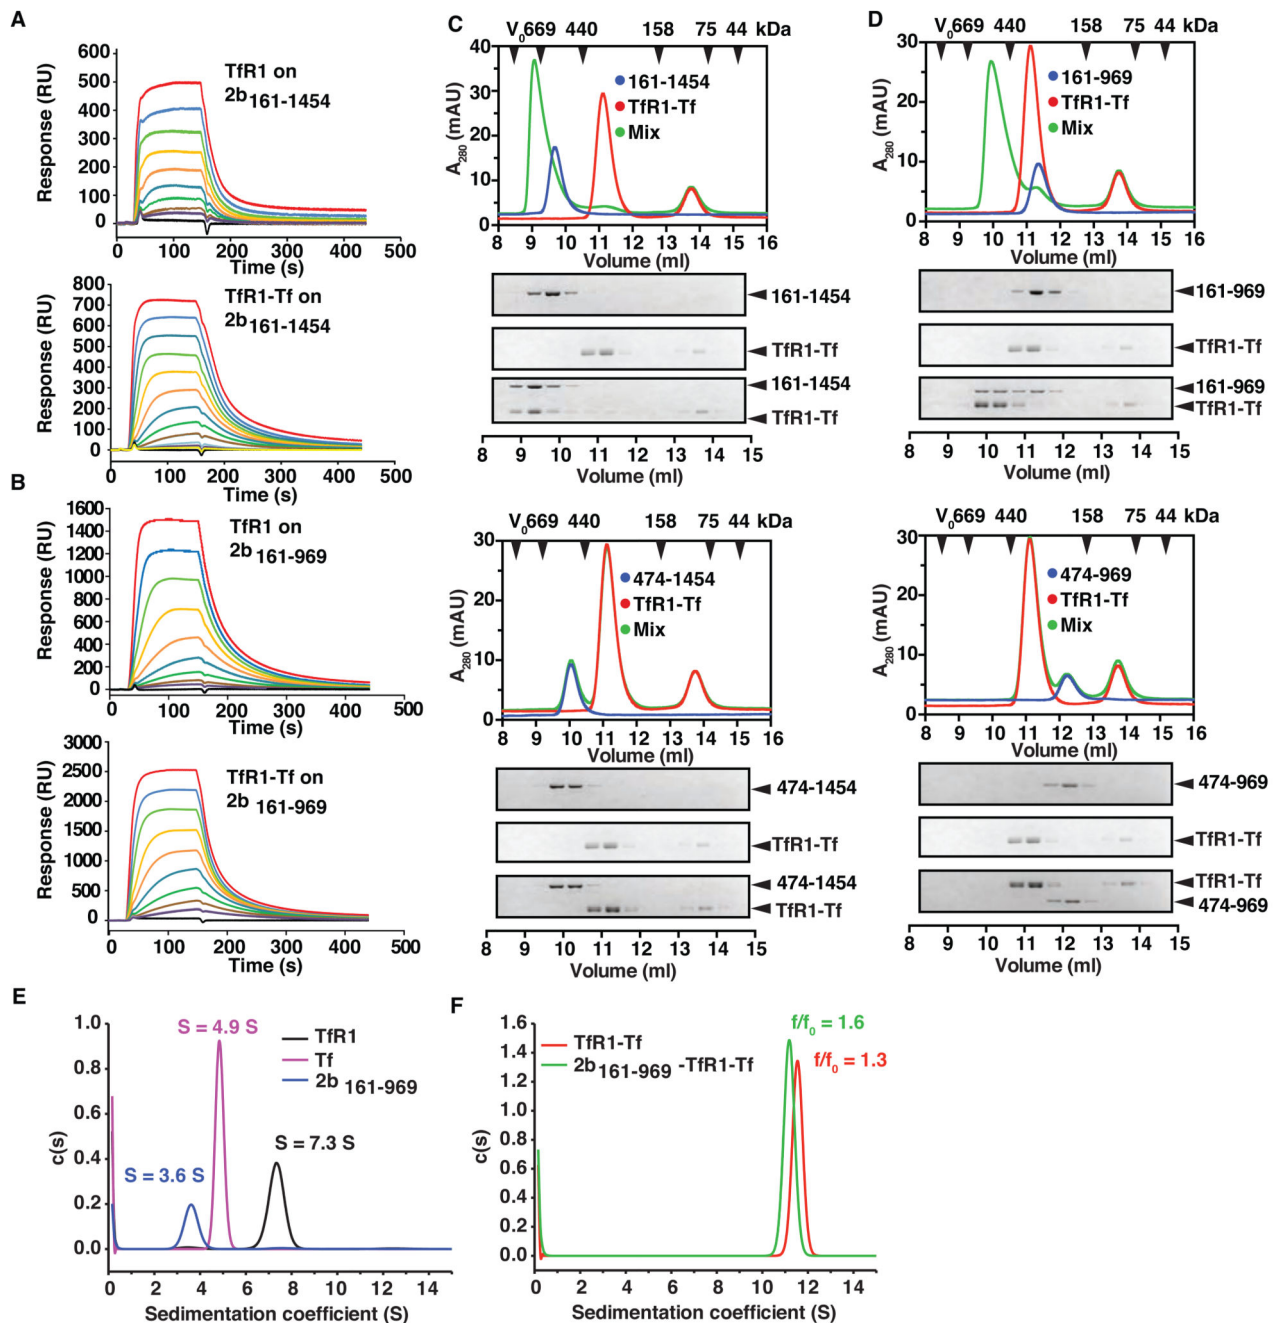 A
TfR1 on
2b 161-1454
Response (RU)
600
500
400
300
200
100
0
0 100 200 300 400 500
Time (s)
TfR1-Tf on
2b 161-1454
Response (RU)
800
700
600
500
400
300
200
100
0
0 100 200 300 400 500
Time (s)
B
TfR1 on
2b 161-969
Response (RU)
1600
1400
1200
1000
800
600
400
200
0
0 100 200 300 400 500
Time (s)
TfR1-Tf on
2b 161-969
Response (RU)
3000
2500
2000
1500
1000
500
0
0 100 200 300 400 500
Time (s)
C
V0 669 440 158 75 44 kDa
161-1454
TfR1-Tf
Mix
A280 (mAU)
40
30
20
10
0
8 9 10 11 12 13 14 15 16
Volume (ml)
161-1454
TfR1-Tf
161-1454
TfR1-Tf
8 9 10 11 12 13 14 15
Volume (ml)
V0 669 440 158 75 44 kDa
474-1454
TfR1-Tf
Mix
A280 (mAU)
30
20
10
0
8 9 10 11 12 13 14 15 16
Volume (ml)
474-1454
TfR1-Tf
474-1454
TfR1-Tf
8 9 10 11 12 13 14 15
Volume (ml)
D
V0 669 440 158 75 44 kDa
161-969
TfR1-Tf
Mix
A280 (mAU)
30
20
10
0
8 9 10 11 12 13 14 15 16
Volume (ml)
161-969
TfR1-Tf
161-969
TfR1-Tf
8 9 10 11 12 13 14 15
Volume (ml)
V0 669 440 158 75 44 kDa
474-969
TfR1-Tf
Mix
A280 (mAU)
30
20
10
0
8 9 10 11 12 13 14 15 16
Volume (ml)
474-969
TfR1-Tf
TfR1-Tf
474-969
8 9 10 11 12 13 14 15
Volume (ml)
E
S = 4.9 S
TfR1
Tf
2b 161-969
S = 7.3 S
S = 3.6 S
c(s)
1.0
0.8
0.6
0.4
0.2
0.0
0 2 4 6 8 10 12 14
Sedimentation coefficient (S)
F
f/f0 = 1.6
f/f0 = 1.3
TfR1-Tf
2b 161-969 -TfR1-Tf
c(s)
1.6
1.4
1.2
1.0
0.8
0.6
0.4
0.2
0.0
0 2 4 6 8 10 12 14
Sedimentation coefficient (S)